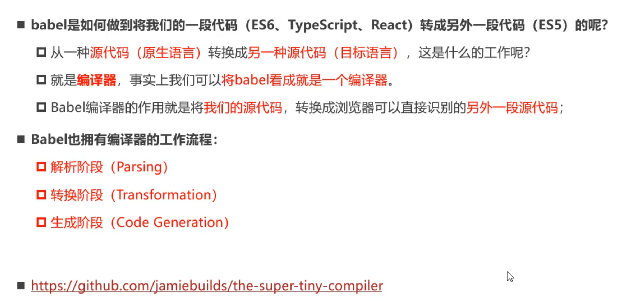 babel是如何做到将我们的一段代码（ES6、TypeScript、React）转成另外一段代码（ES5）的呢？
从一种源代码（原生语言）转换成另一种源代码（目标语言），这是什么的工作呢？
就是编译器，事实上我们可以将babel看成就是一个编译器。
Babel编译器的作用就是将我们的源代码，转换成浏览器可以直接识别的另外一段源代码；
Babel也拥有编译器的工作流程：
解析阶段（Parsing）
转换阶段（Transformation）
生成阶段（Code Generation）
https://github.com/jamiebuilds/the-super-tiny-compiler